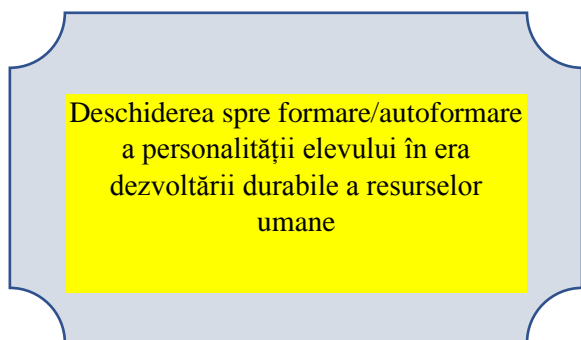 Deschiderea spre formare/autoformare
a personalității elevului în era
dezvoltării durabile a resurselor
umane